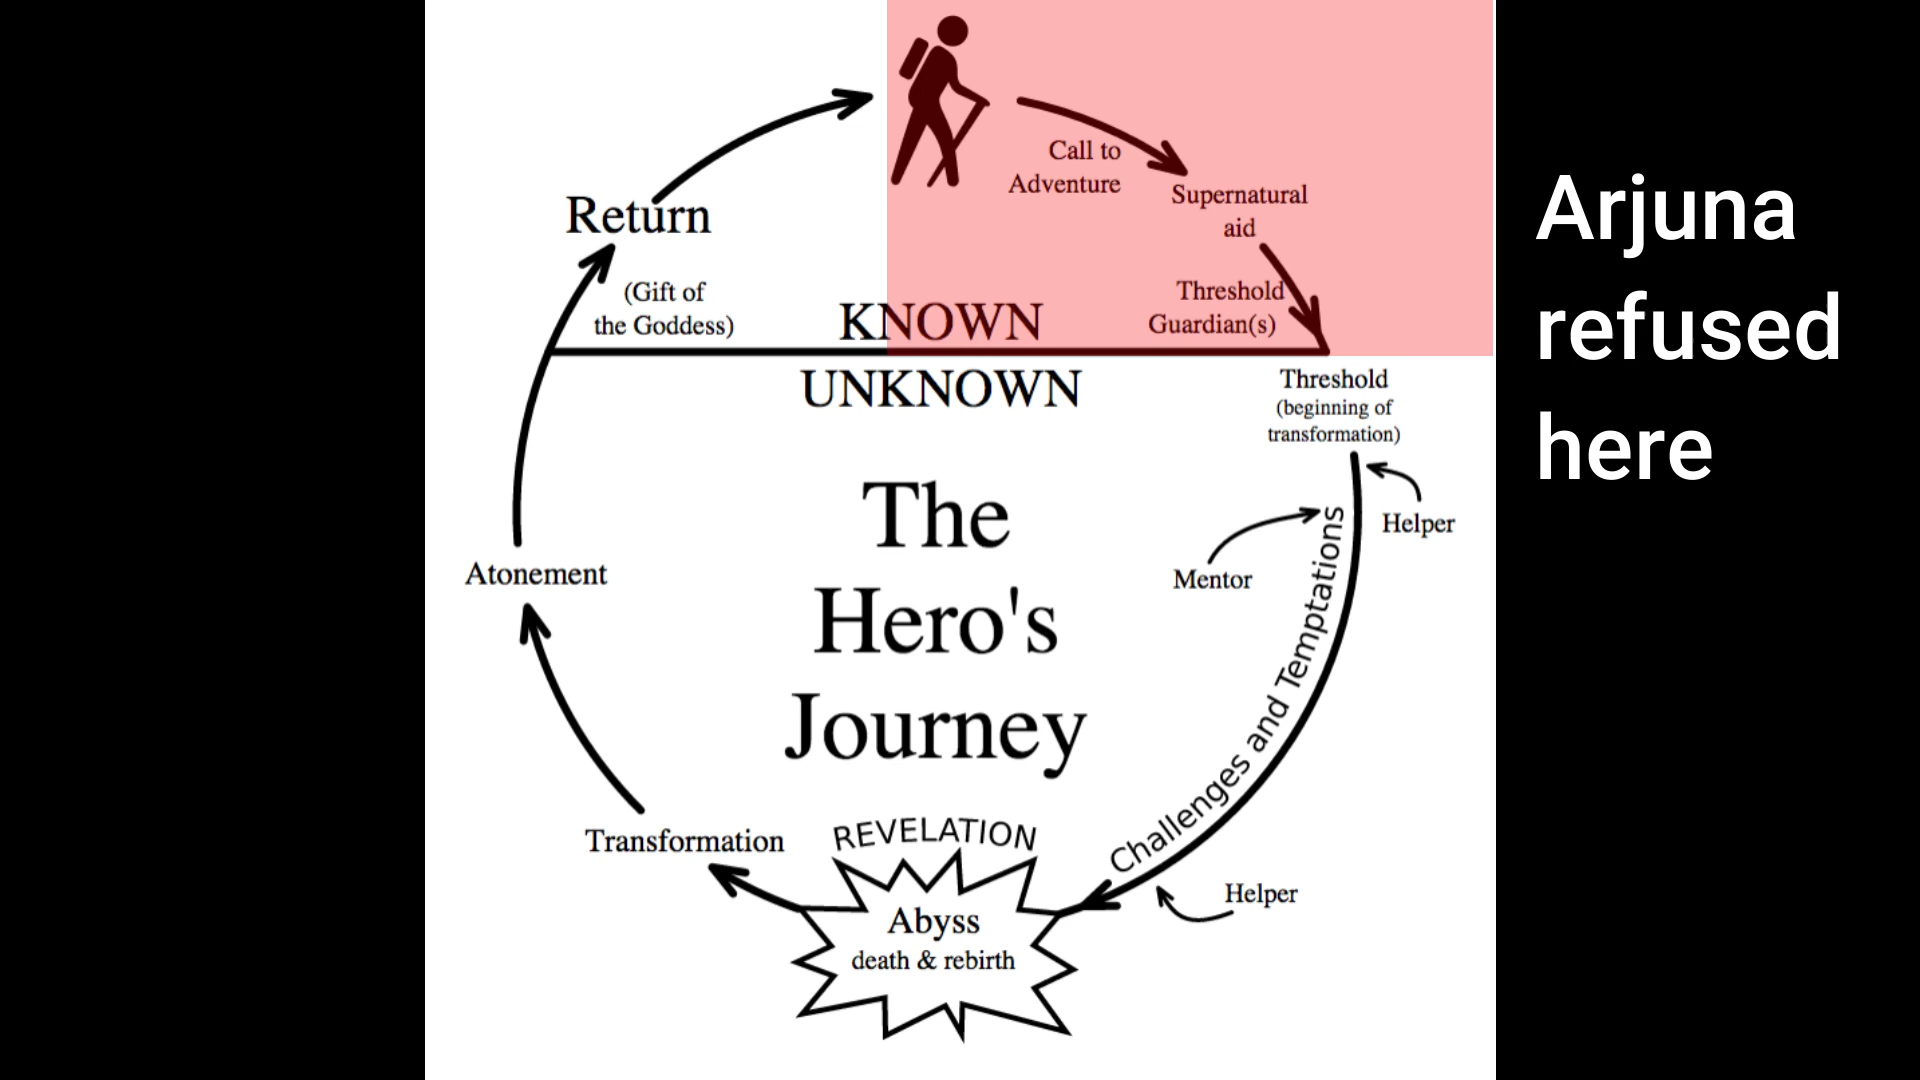 Call to
Adventure
Supernatural
aid
Return
(Gift of
the Goddess)
KNOWN
Threshold
Guardian(s)
UNKNOWN
Threshold
(beginning of
transformation)
Helper
Mentor
Challenges and Temptations
The
Hero's
Journey
Atonement
Transformation
REVELATION
Abyss
death & rebirth
Helper
Arjuna
refused
here